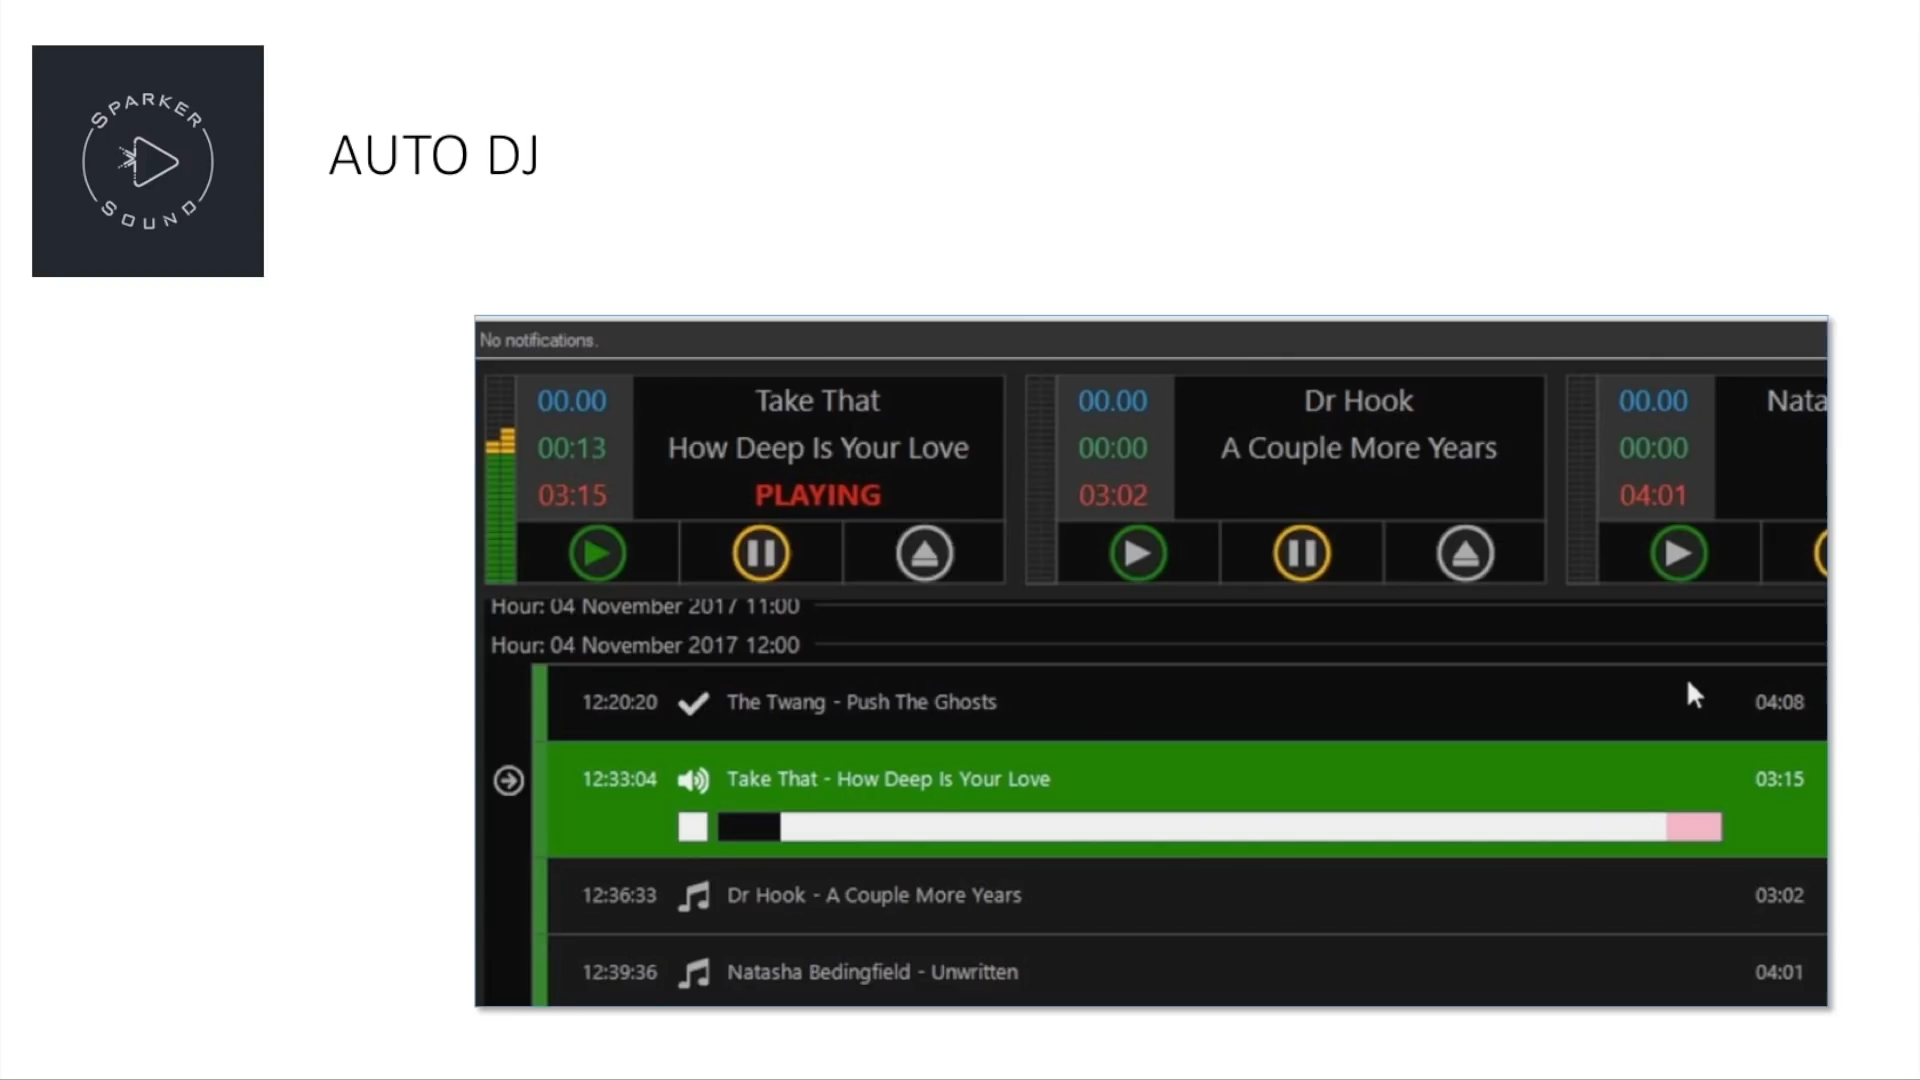 SPARKER
SOUND
AUTO DJ
No notifications.
00.00 Take That
00:13 How Deep Is Your Love
03:15 PLAYING
00.00 Dr Hook
00:00 A Couple More Years
03:02
00.00 Nata
00:00
04:01
Hour: 04 November 2017 11:00
Hour: 04 November 2017 12:00
12:20:20 The Twang - Push The Ghosts 04:08
12:33:04 Take That - How Deep Is Your Love 03:15
12:36:33 Dr Hook - A Couple More Years 03:02
12:39:36 Natasha Bedingfield - Unwritten 04:01